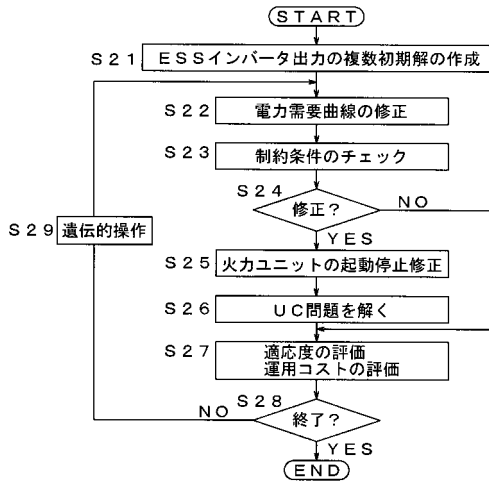 START
S21 ESSインバータ出力の複数初期解の作成
S22 電力需要曲線の修正
S23 制約条件のチェック
S24
修正? NO
YES
S29 遺伝的操作
S25 火力ユニットの起動停止修正
S26 UC問題を解く
S27 適応度の評価
運用コストの評価
S28
NO 終了?
YES
END